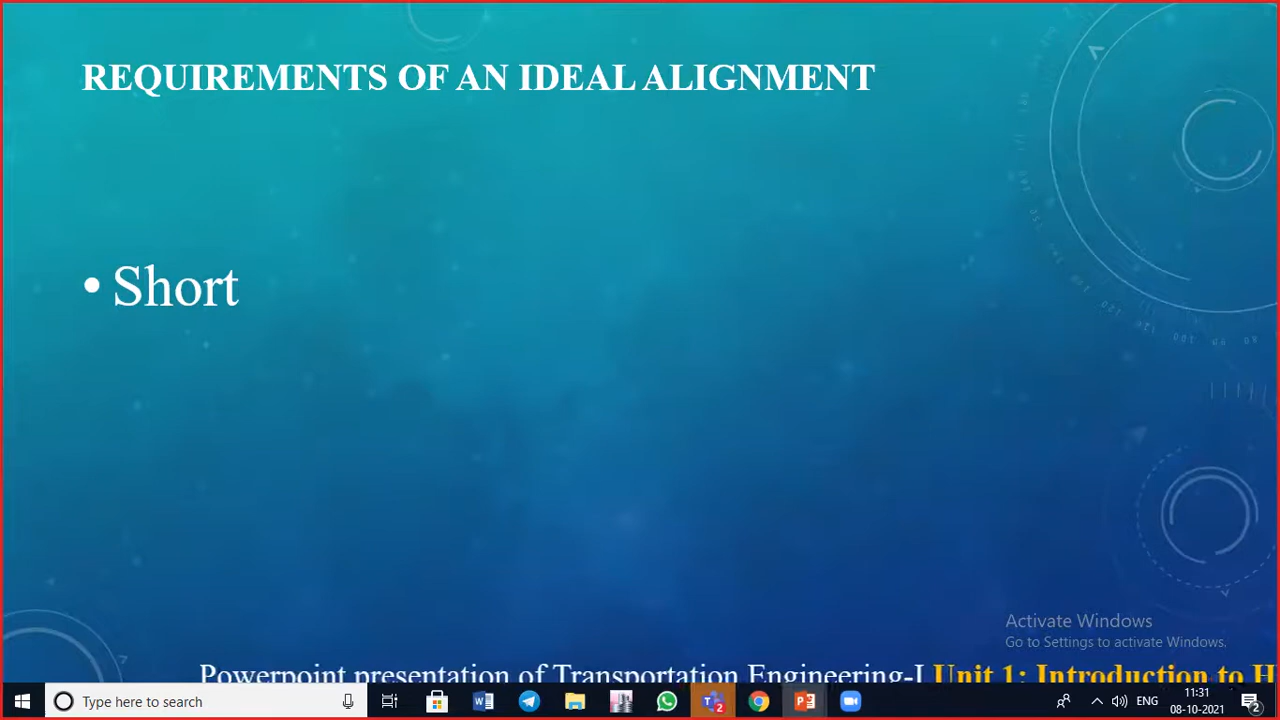 REQUIREMENTS OF AN IDEAL ALIGNMENT
• Short
Activate Windows
Go to Settings to activate Windows.
Powerpoint presentation of Transportation Engineering-I Unit 1: Introduction to H
Type here to search
ENG
11:31
08-10-2021